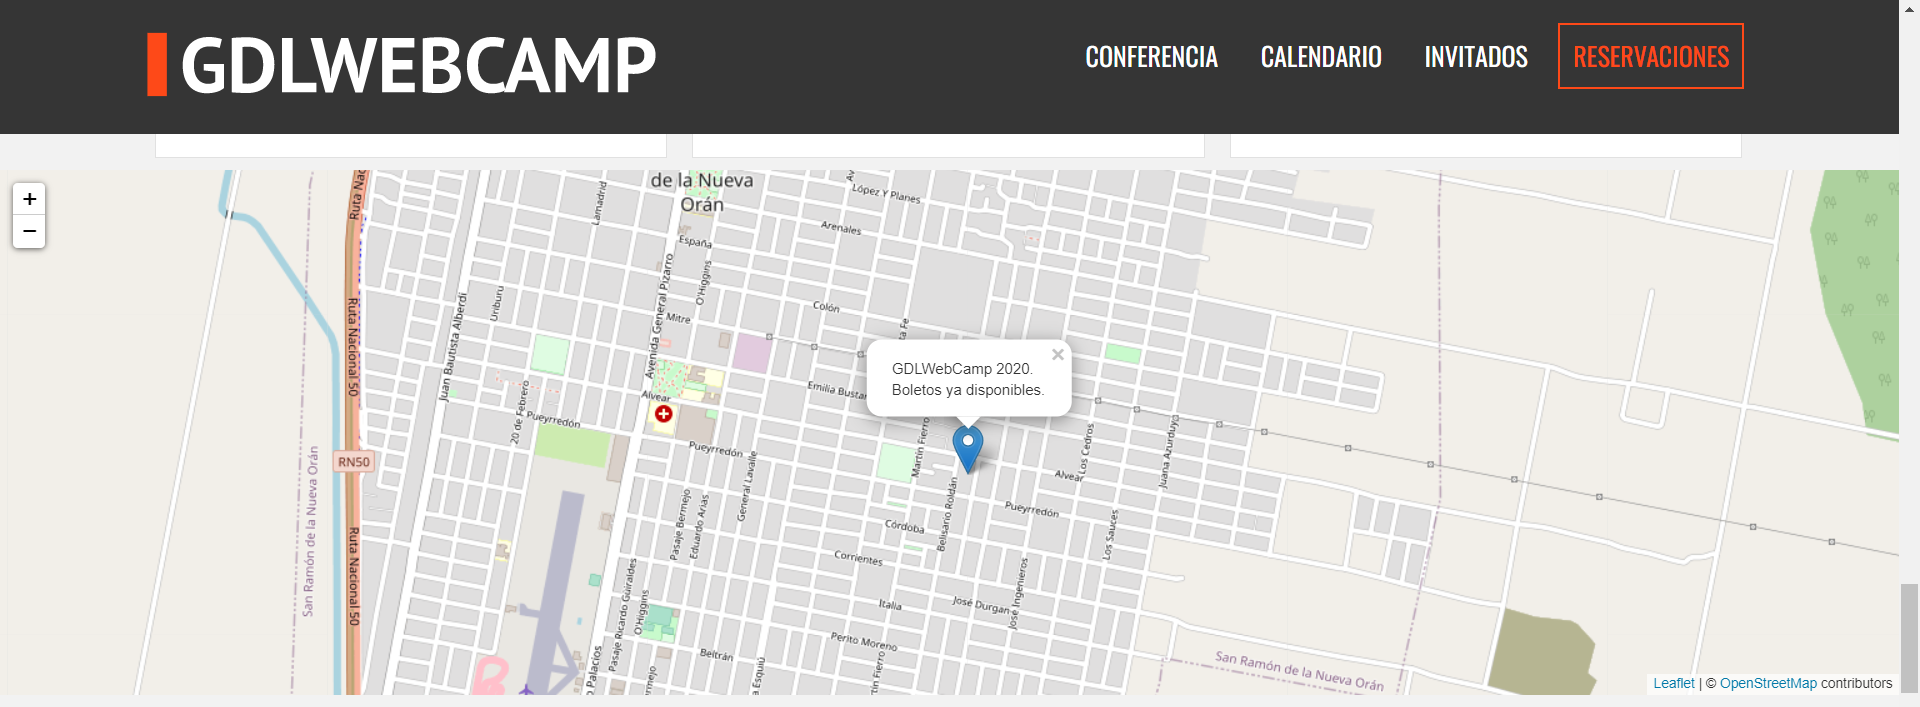 GDLWEBCAMP
CONFERENCIA
CALENDARIO
INVITADOS
RESERVACIONES
+
−
de la Nueva
Orán
López Y Planes
Lamadrid
Arenales
España
O'Higgins
Avenida General Pizarro
Uriburu
Juan Bautista Alberdi
Mitre
Colón
Ruta Nacional 50
×
GDLWebCamp 2020.
Boletos ya disponibles.
Alvear
20 de Febrero
Pueyrredón
Pueyrredón
Martín Fierro
Los Cedros
Juana Azurduy
Alvear
RN50
General Lavalle
Pasaje Bermejo
Eduardo Arias
Belisario Roldán
Pueyrredón
Córdoba
Los Sauces
San Ramón de la Nueva Orán
Ruta Nacional 50
Corrientes
Pasaje Ricardo Güiraldes
O'Higgins
Italia
José Durgan
José Ingenieros
Perito Moreno
Beltrán
San Ramón de la Nueva Orán
Leaflet | © OpenStreetMap contributors